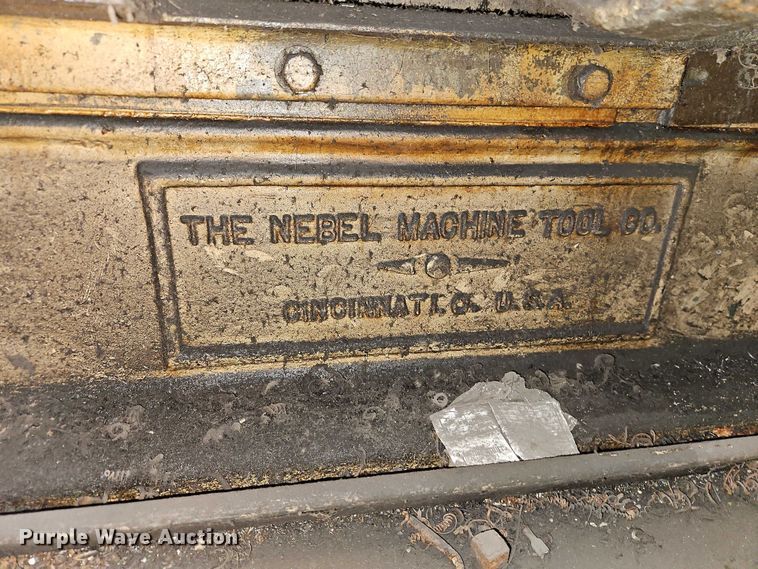 THE NEBEL MACHINE TOOL CO.
CINCINNATI. O. U.S.A.
Purple Wave Auction